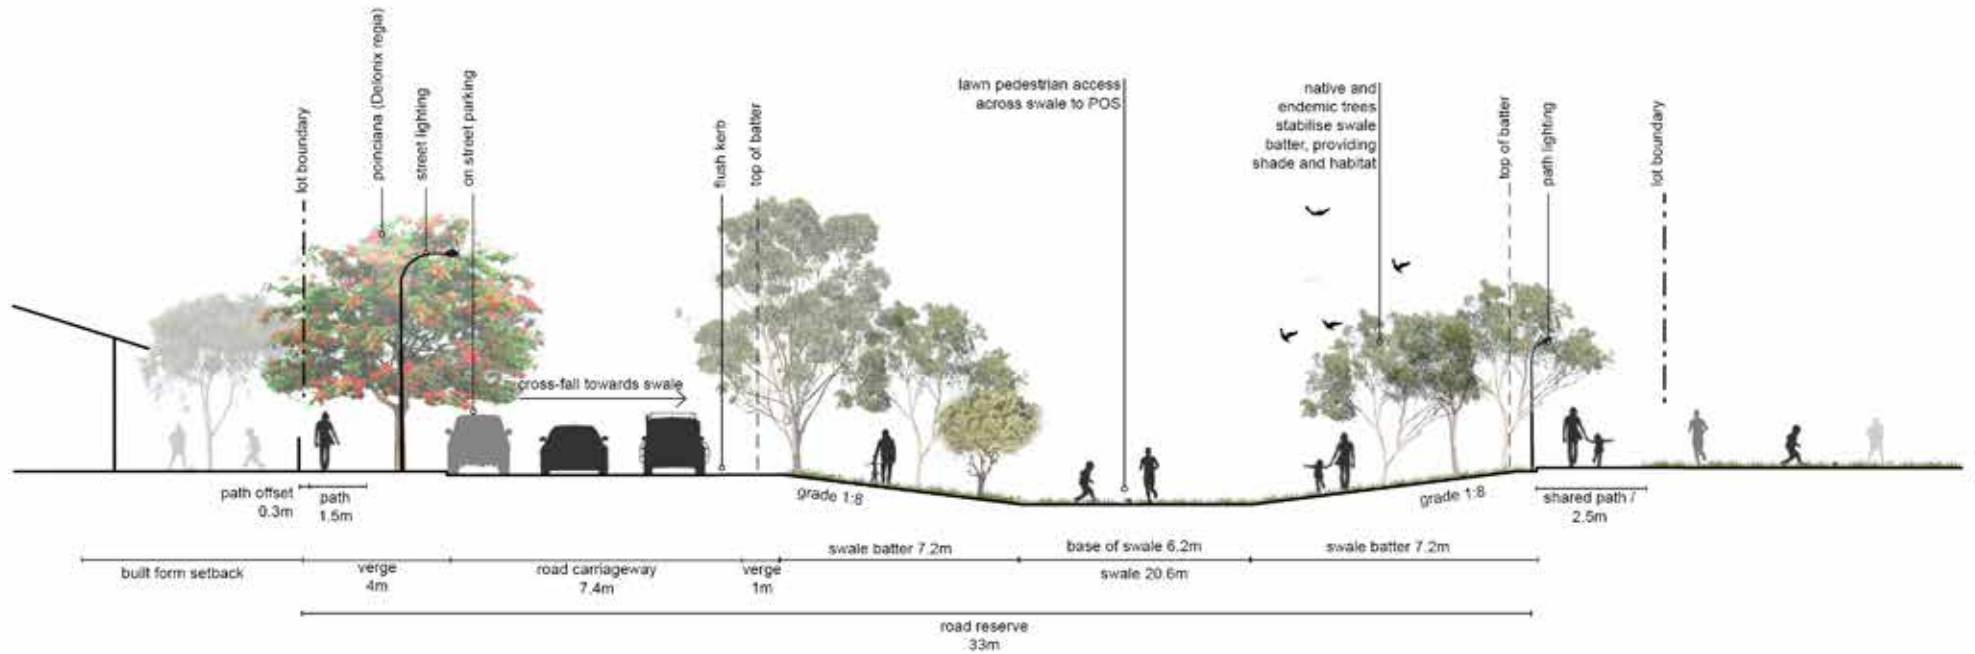 lot boundary
poinciana (Delonix regia)
street lighting
on street parking
flush kerb
top of batter
lawn pedestrian access
across swale to POS
native and
endemic trees
stabilise swale
batter, providing
shade and habitat
top of batter
path lighting
lot boundary
cross-fall towards swale
path offset
0.3m
path
1.5m
grade 1:8
grade 1:8
shared path /
2.5m
built form setback
verge
4m
road carriageway
7.4m
verge
1m
swale batter 7.2m
base of swale 6.2m
swale batter 7.2m
swale 20.6m
road reserve
33m